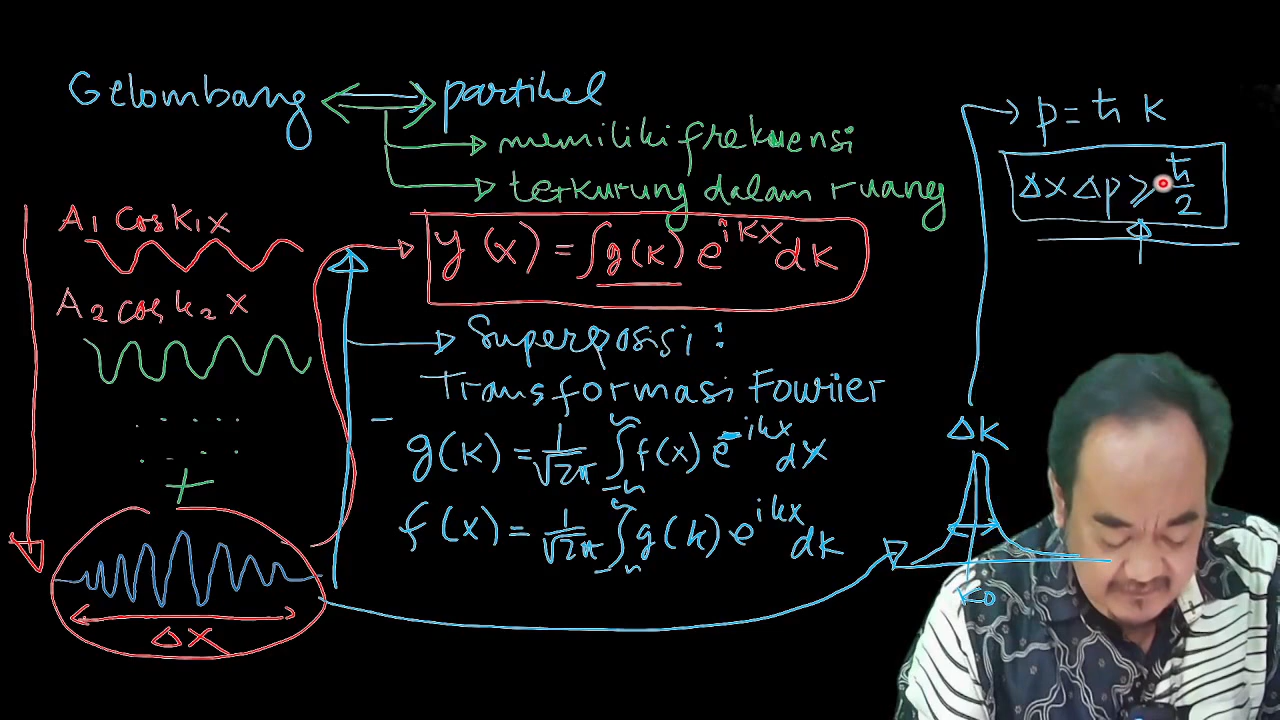 Gelombang ⟺ partikel
memiliki frekuensi
terkurung dalam ruang
A1 cos k1x
A2 cos k2x
. . . . .
. . . . .
+
Δx
y(x) = ∫g(k) e^{ikx} dk
Superposisi :
Transformasi Fouriier
g(k) = 1/√2π ∫_{-∞}^{∞} f(x) e^{-ikx} dx
f(x) = 1/√2π ∫_{-∞}^{∞} g(k) e^{ikx} dk
p = ħ k
Δx Δp ≥ ħ/2
Δk
k0